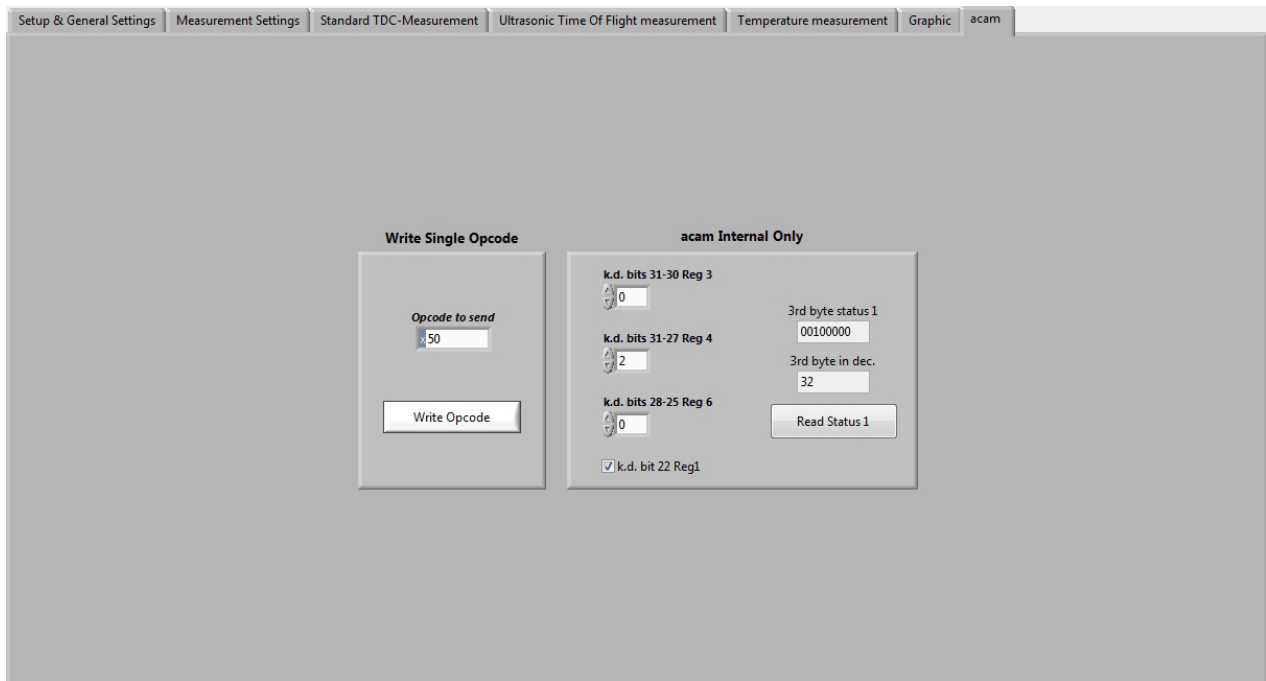 Setup & General Settings Measurement Settings Standard TDC-Measurement Ultrasonic Time Of Flight measurement Temperature measurement Graphic acam
Write Single Opcode
Opcode to send
x 50
Write Opcode
acam Internal Only
k.d. bits 31-30 Reg 3
0
k.d. bits 31-27 Reg 4
2
k.d. bits 28-25 Reg 6
0
k.d. bit 22 Reg1
3rd byte status 1
00100000
3rd byte in dec.
32
Read Status 1